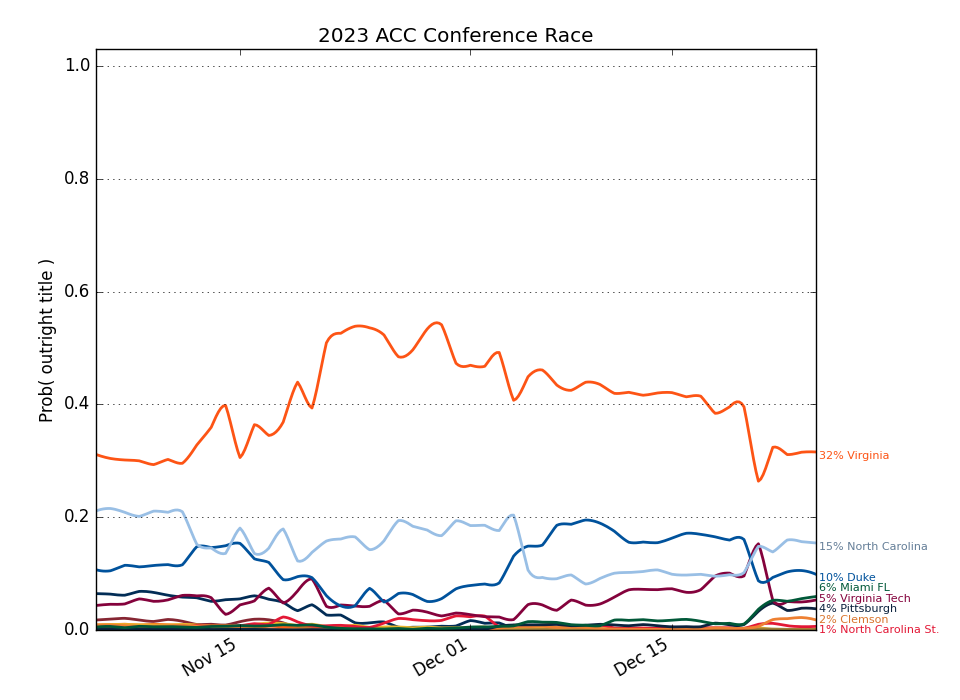 2023 ACC Conference Race
Prob( outright title )
1.0
0.8
0.6
0.4
0.2
0.0
Nov 15
Dec 01
Dec 15
32% Virginia
15% North Carolina
10% Duke
6% Miami FL
5% Virginia Tech
4% Pittsburgh
2% Clemson
1% North Carolina St.